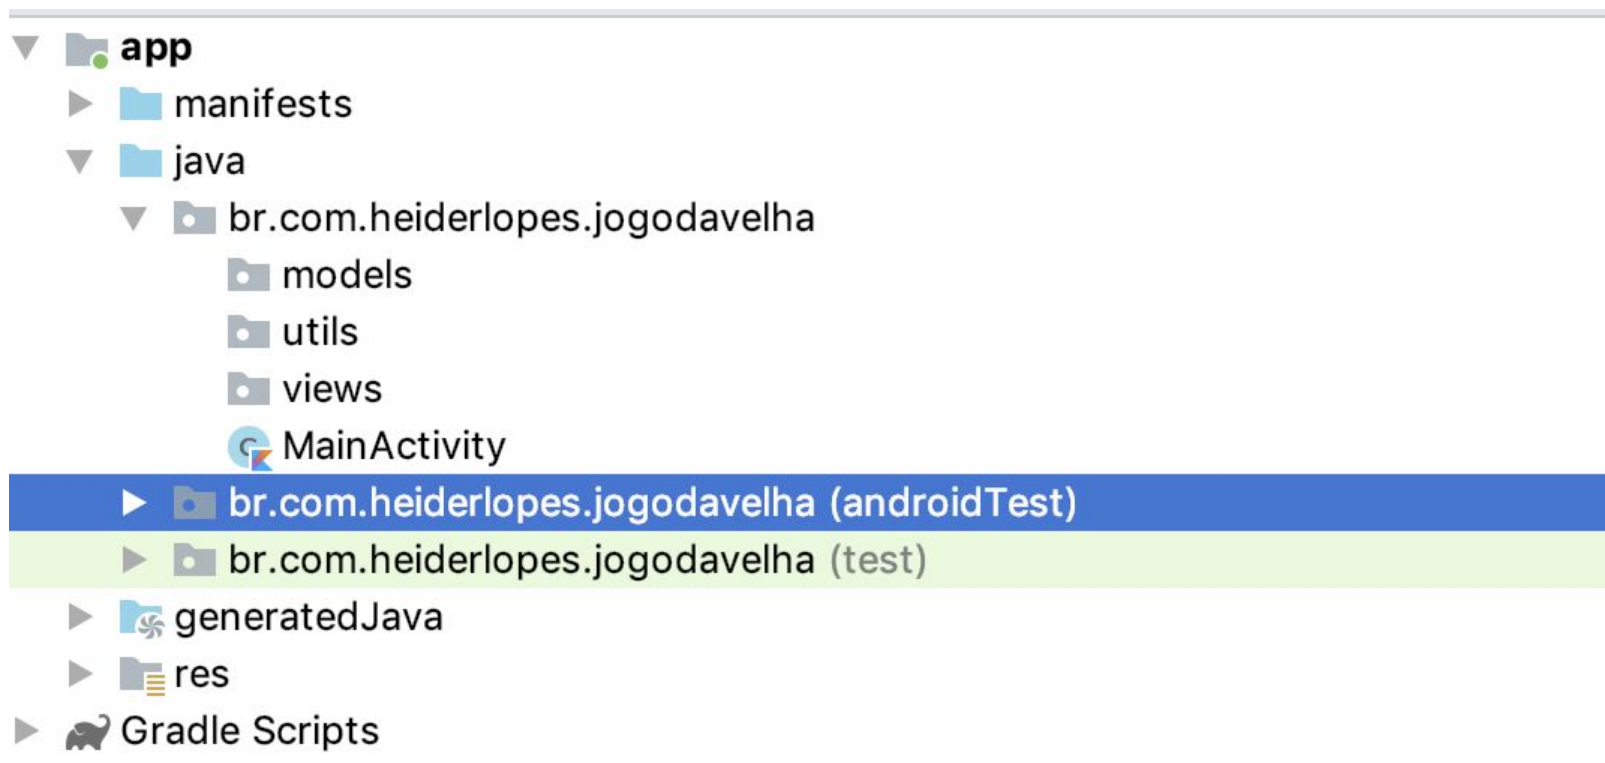 app
manifests
java
br.com.heiderlopes.jogodavelha
models
utils
views
MainActivity
br.com.heiderlopes.jogodavelha (androidTest)
br.com.heiderlopes.jogodavelha (test)
generatedJava
res
Gradle Scripts